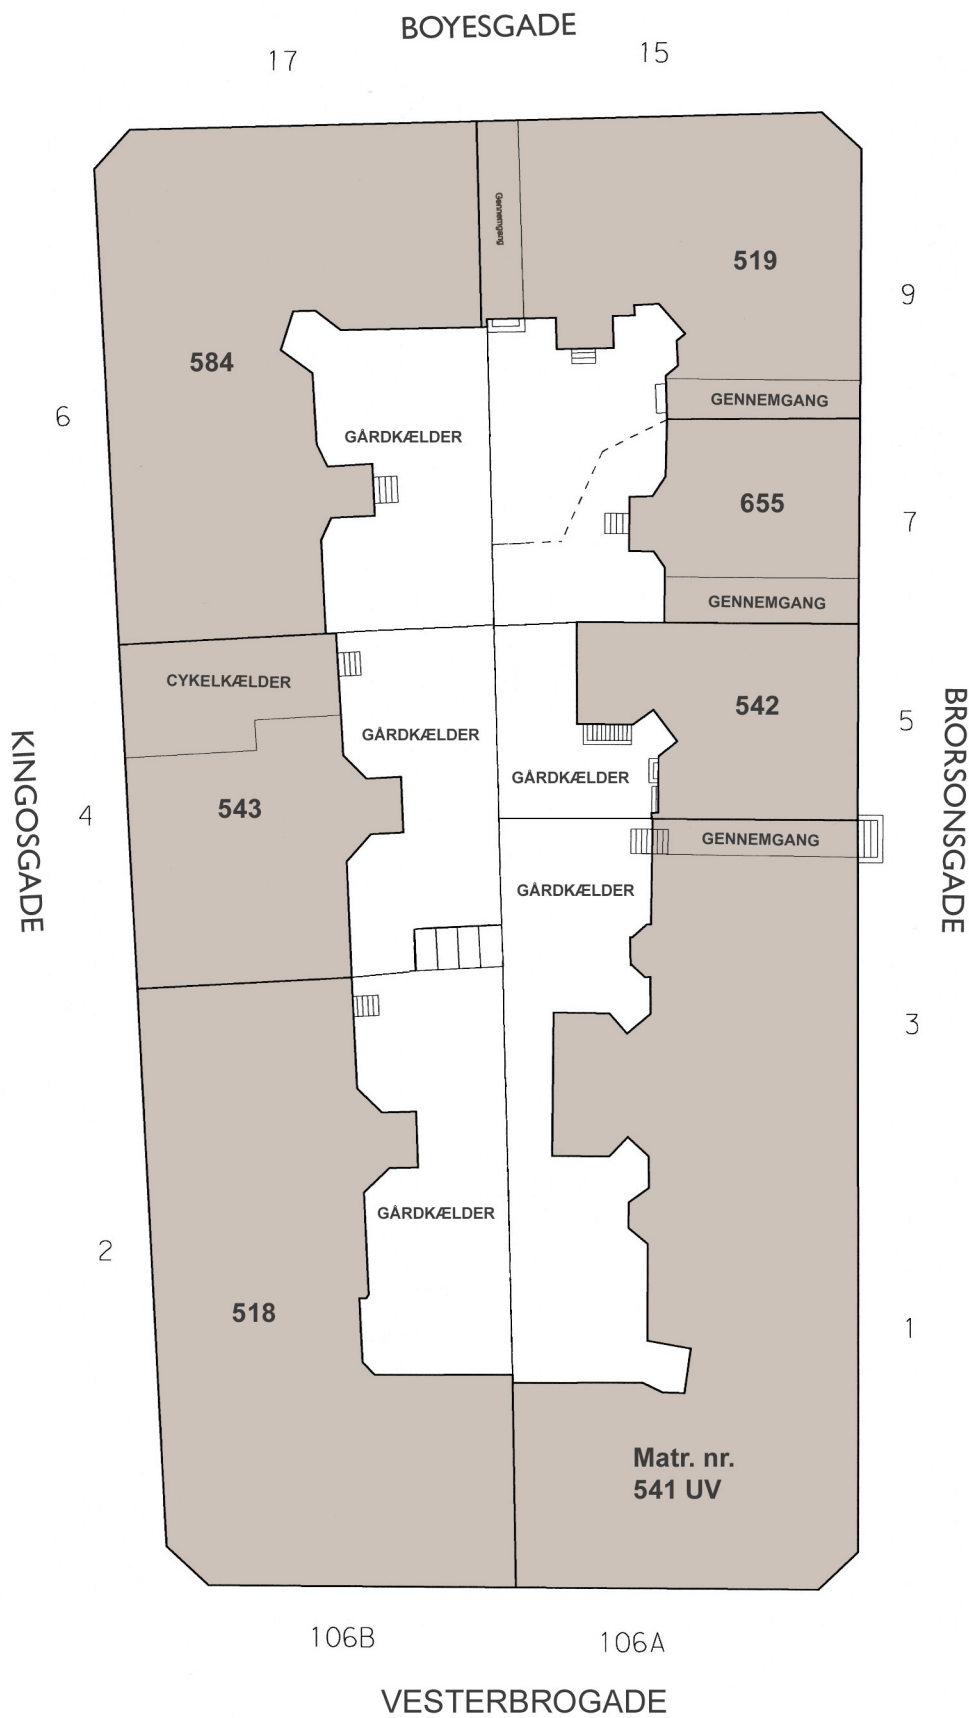 BOYESGADE
17
15
Gennemgang
519
9
584
GENNEMGANG
6
GÅRDKÆLDER
655
7
GENNEMGANG
CYKELKÆLDER
542
5
BRORSONSGADE
GÅRDKÆLDER
KINGOSGADE
GÅRDKÆLDER
543
4
GENNEMGANG
GÅRDKÆLDER
3
GÅRDKÆLDER
2
518
1
Matr. nr.
541 UV
106B
106A
VESTERBROGADE